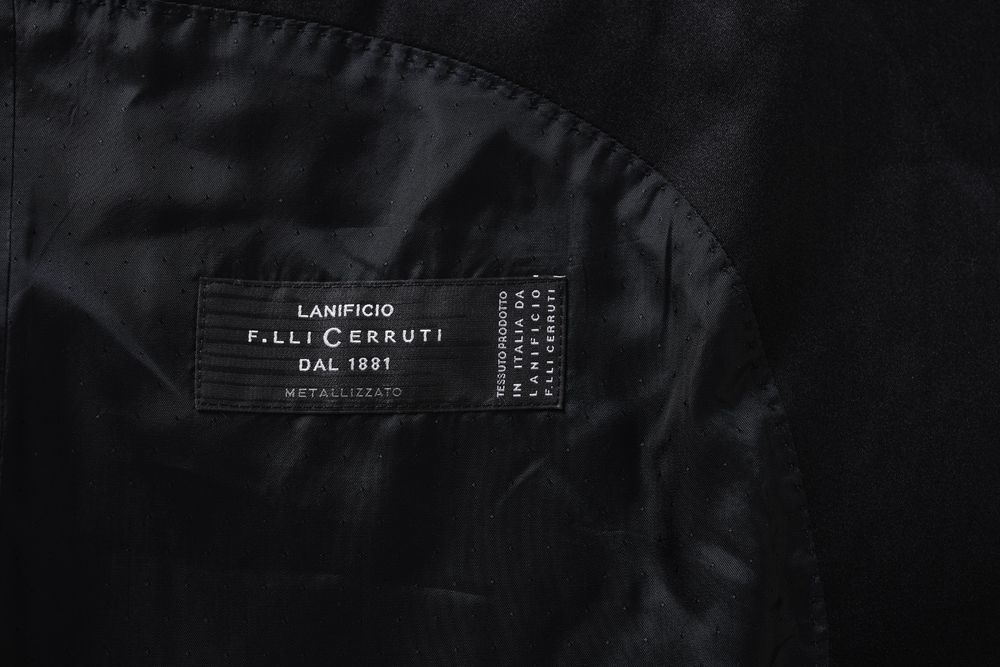 LANIFICIO
F.LLI CERRUTI
DAL 1881
METALLIZZATO
TESSUTO PRODOTTO
IN ITALIA DA
LANIFICIO
F.LLI CERRUTI